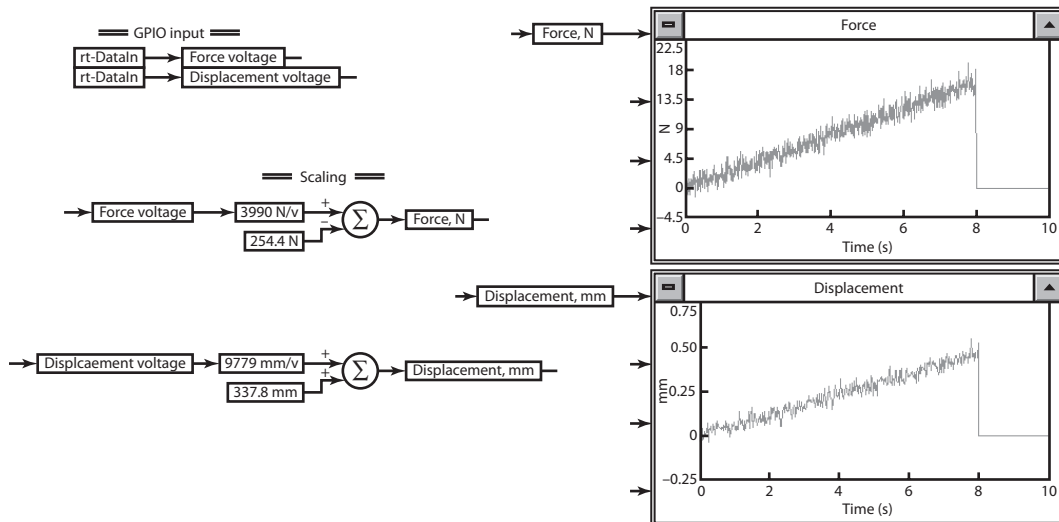 GPIO input
rt-DataIn Force voltage
rt-DataIn Displacement voltage
Scaling
Force voltage 3990 N/v + − Σ Force, N
254.4 N
Displcaement voltage 9779 mm/v + + Σ Displacement, mm
337.8 mm
Force, N
Force
22.5
18
13.5
9
4.5
0
−4.5
N
0 2 4 6 8 10
Time (s)
Displacement, mm
Displacement
0.75
0.50
0.25
0
−0.25
mm
0 2 4 6 8 10
Time (s)